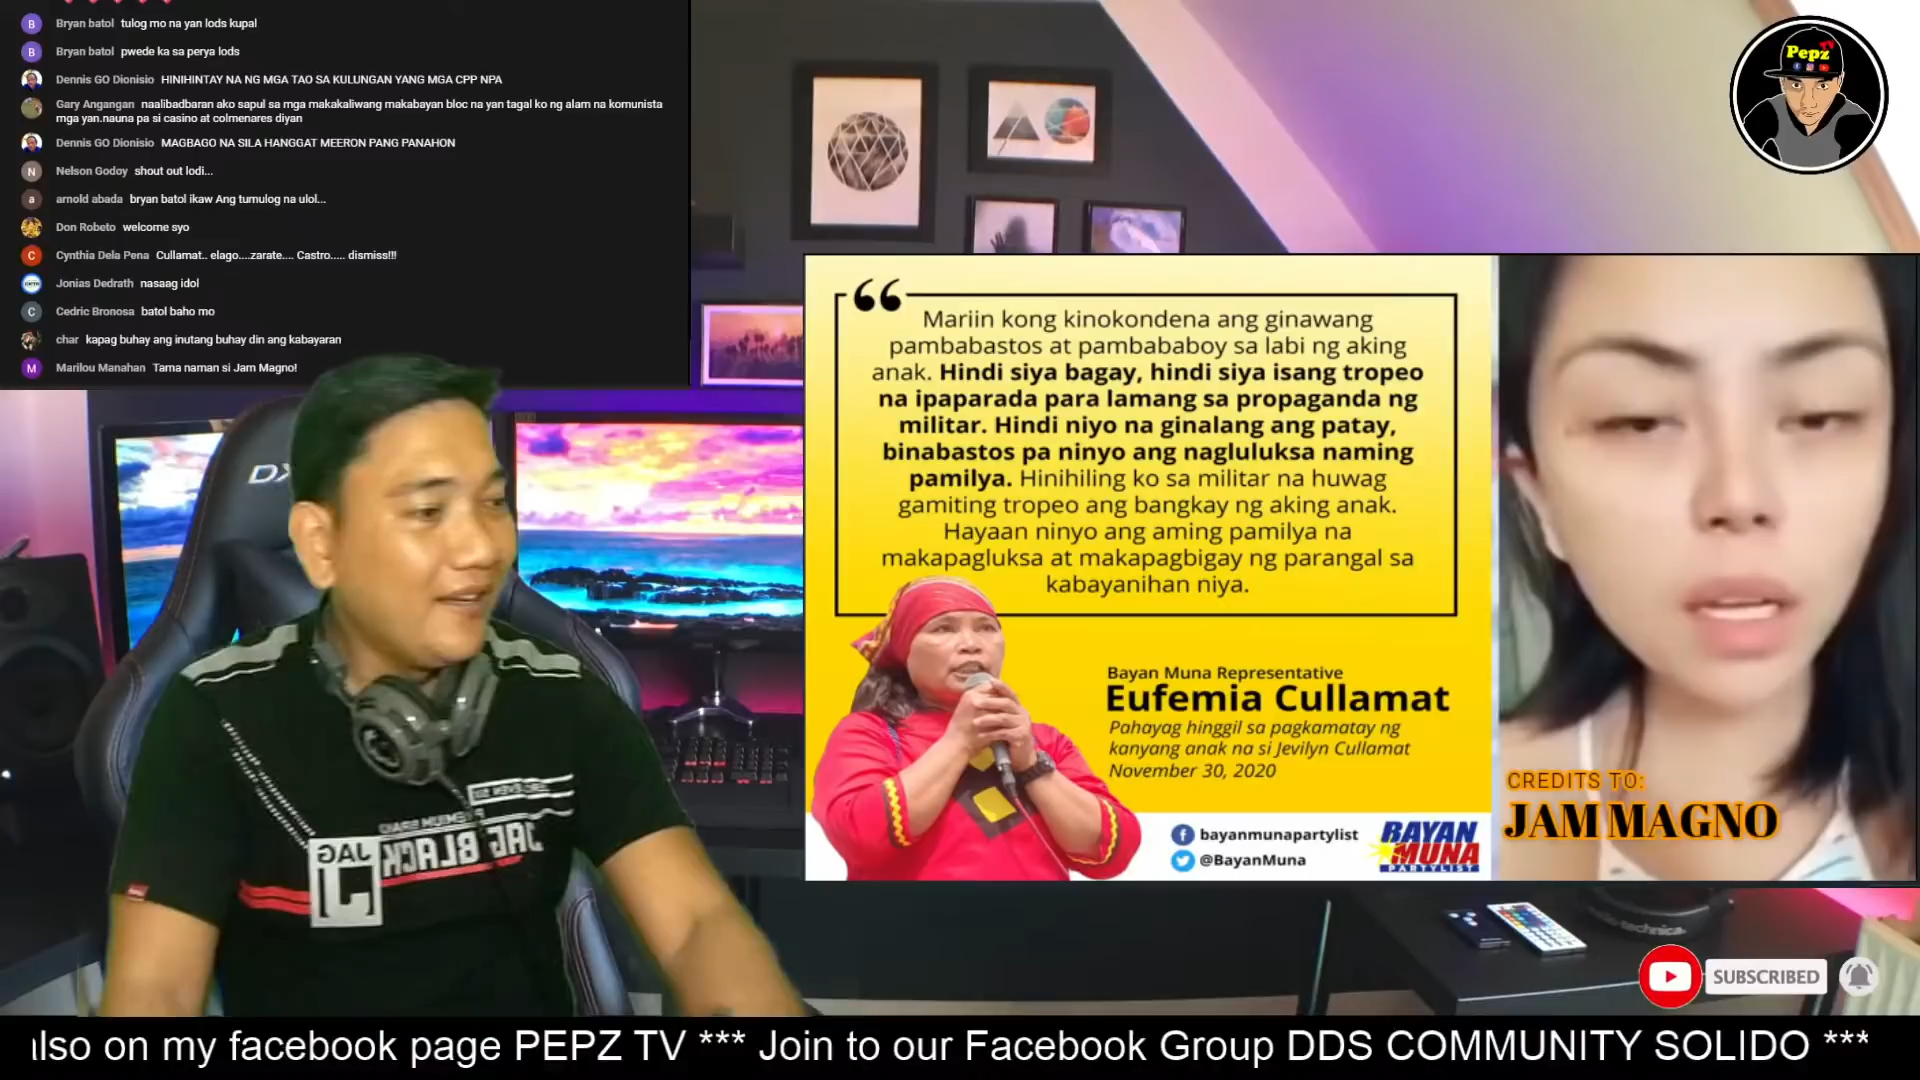 Bryan batol tulog mo na yan lods kupal
Bryan batol pwede ka sa perya lods
Dennis GO Dionisio HINIHINTAY NA NG MGA TAO SA KULUNGAN YANG MGA CPP NPA
Gary Angangan naalibadbaran ako sapul sa mga makakaliwang makabayan bloc na yan tagal ko ng alam na komunista
mga yan.nauna pa si casino at colmenares diyan
Dennis GO Dionisio MAGBAGO NA SILA HANGGAT MEERON PANG PANAHON
Nelson Godoy shout out lodi...
arnold abada bryan batol ikaw Ang tumulog na ulol...
Don Robeto welcome syo
Cynthia Dela Pena Cullamat.. elago....zarate.... Castro..... dismiss!!!
Jonias Dedrath nasaag idol
Cedric Bronosa batol baho mo
char kapag buhay ang inutang buhay din ang kabayaran
Marilou Manahan Tama naman si Jam Magno!
Pepz TV
“
Mariin kong kinokondena ang ginawang
pambabastos at pambababoy sa labi ng aking
anak. Hindi siya bagay, hindi siya isang tropeo
na ipaparada para lamang sa propaganda ng
militar. Hindi niyo na ginalang ang patay,
binabastos pa ninyo ang nagluluksa naming
pamilya. Hinihiling ko sa militar na huwag
gamiting tropeo ang bangkay ng aking anak.
Hayaan ninyo ang aming pamilya na
makapagluksa at makapagbigay ng parangal sa
kabayanihan niya.
Bayan Muna Representative
Eufemia Cullamat
Pahayag hinggil sa pagkamatay ng
kanyang anak na si Jevilyn Cullamat
November 30, 2020
bayanmunapartylist
@BayanMuna
BAYAN
MUNA
PARTYLIST
CREDITS TO:
JAM MAGNO
DX
JAG
JAG BLACK
J
audio-technica
SUBSCRIBED
also on my facebook page PEPZ TV *** Join to our Facebook Group DDS COMMUNITY SOLIDO ***